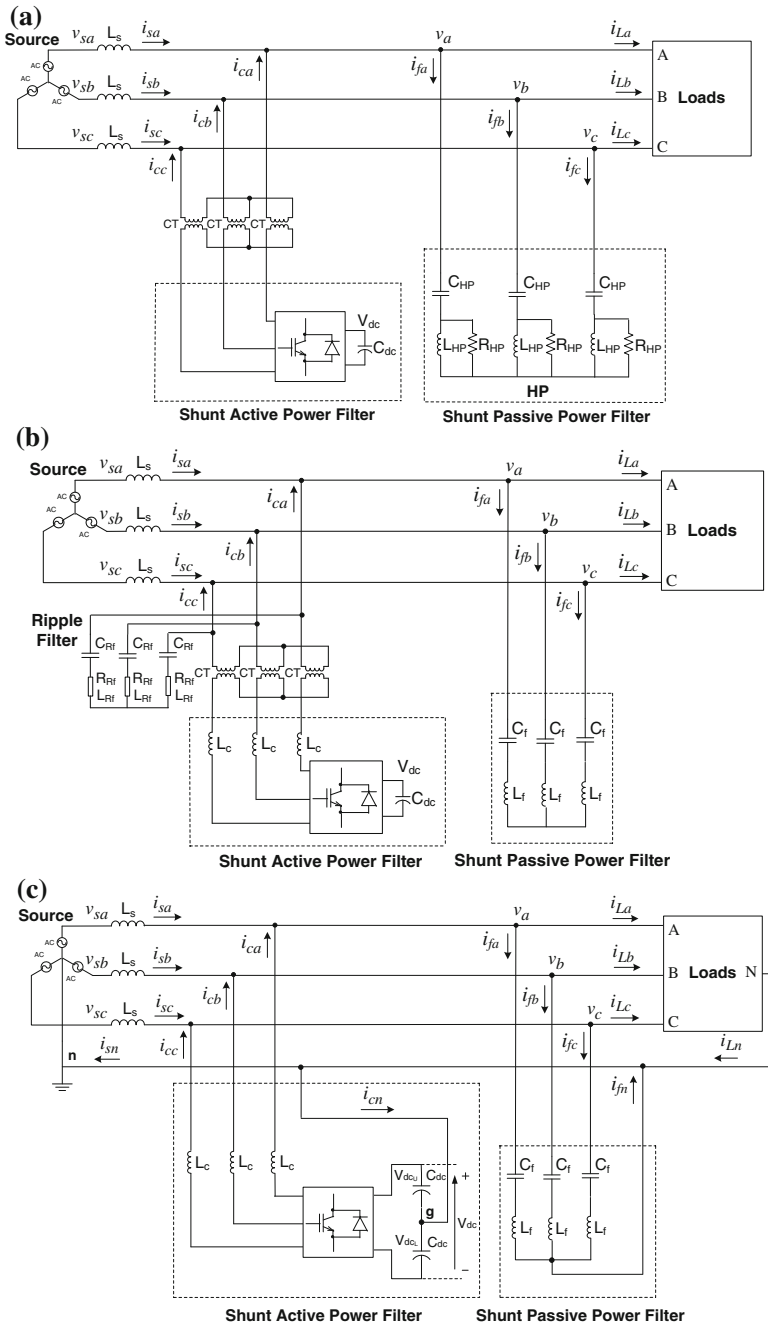 (a)
Source
v_sa L_s i_sa
v_a
i_La
i_ca
i_fa
A
AC
AC
AC
v_sb L_s i_sb
v_b
i_Lb
B Loads
i_cb
i_fb
v_sc L_s i_sc
v_c i_Lc
C
i_cc
i_fc
CT CT CT
C_HP C_HP C_HP
V_dc
C_dc
L_HP R_HP L_HP R_HP L_HP R_HP
HP
Shunt Active Power Filter
Shunt Passive Power Filter
(b)
Source
v_sa L_s i_sa
v_a
i_La
i_ca
i_fa
A
AC
AC
AC
v_sb L_s i_sb
v_b
i_Lb
B Loads
i_cb
i_fb
v_sc L_s i_sc
v_c i_Lc
C
i_cc
i_fc
Ripple
Filter
C_Rf C_Rf C_Rf
R_Rf R_Rf R_Rf
L_Rf L_Rf L_Rf
CT CT CT
L_c L_c L_c
C_f C_f C_f
V_dc
C_dc
L_f L_f L_f
Shunt Active Power Filter
Shunt Passive Power Filter
(c)
Source
v_sa L_s i_sa
v_a
i_La
i_ca
i_fa
A
AC
AC
AC
v_sb L_s i_sb
v_b
i_Lb
B Loads N
i_cb
i_fb
v_sc L_s i_sc
v_c i_Lc
C
i_cc
i_fc
n i_sn
i_Ln
i_fn
i_cn
L_c L_c L_c
C_f C_f C_f
V_dcU C_dc +
g
V_dc
V_dcL C_dc
−
L_f L_f L_f
Shunt Active Power Filter
Shunt Passive Power Filter